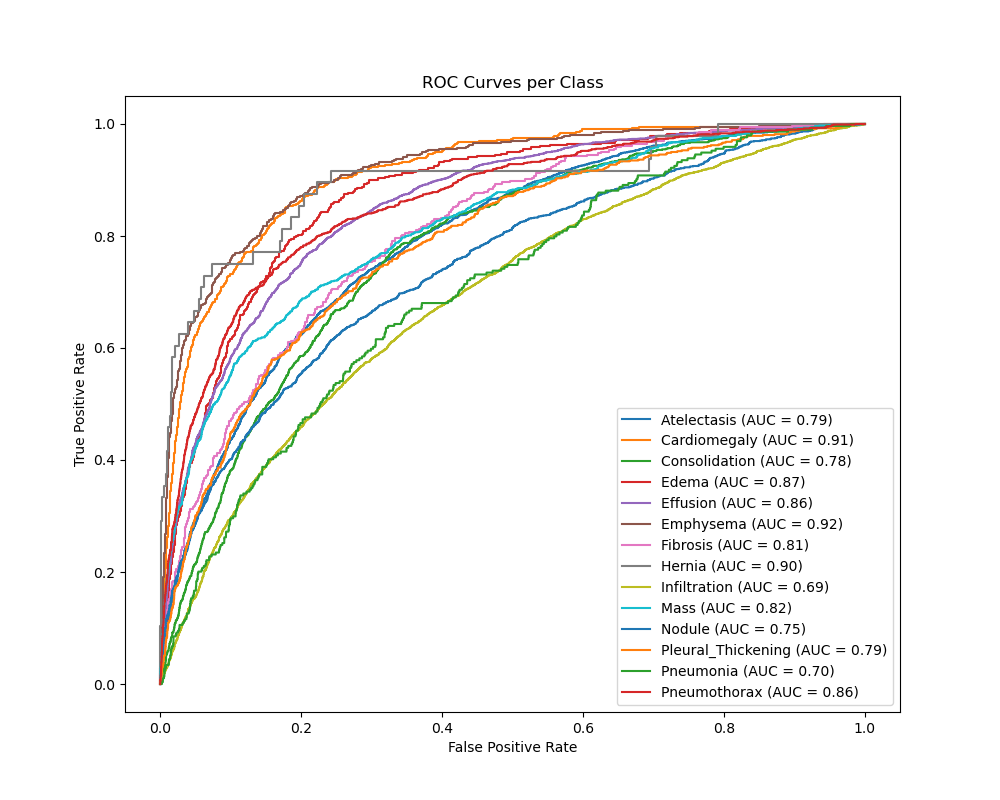 ROC Curves per Class
True Positive Rate
1.0
0.8
0.6
0.4
0.2
0.0
Atelectasis (AUC = 0.79)
Cardiomegaly (AUC = 0.91)
Consolidation (AUC = 0.78)
Edema (AUC = 0.87)
Effusion (AUC = 0.86)
Emphysema (AUC = 0.92)
Fibrosis (AUC = 0.81)
Hernia (AUC = 0.90)
Infiltration (AUC = 0.69)
Mass (AUC = 0.82)
Nodule (AUC = 0.75)
Pleural_Thickening (AUC = 0.79)
Pneumonia (AUC = 0.70)
Pneumothorax (AUC = 0.86)
0.0 0.2 0.4 0.6 0.8 1.0
False Positive Rate